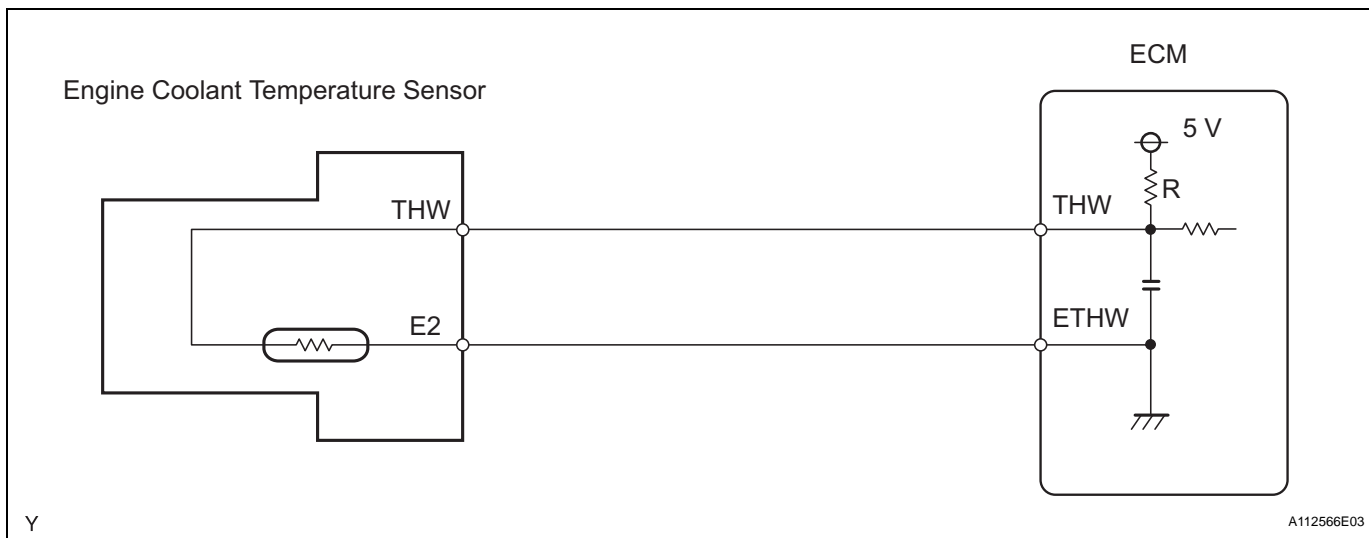 ECM
Engine Coolant Temperature Sensor
5 V
R
THW
THW
E2
ETHW
Y
A112566E03